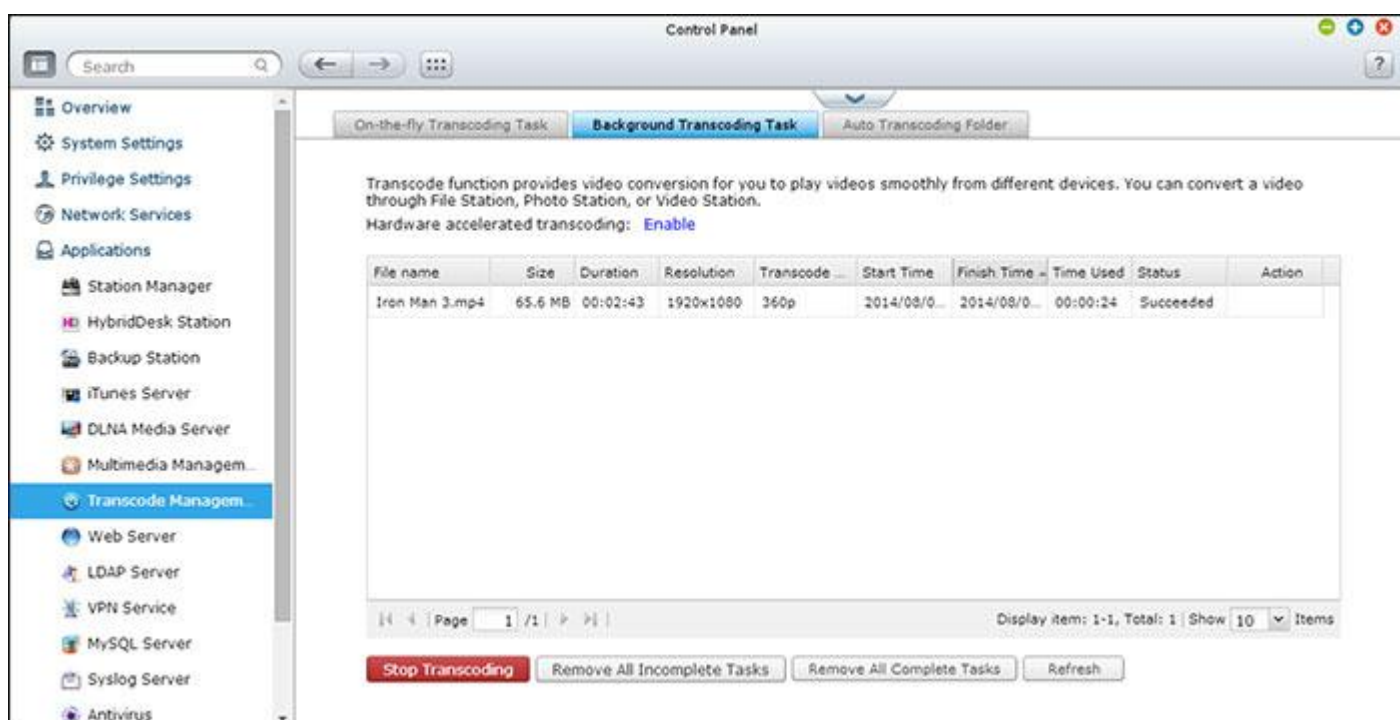 Control Panel
Search
?
Overview
System Settings
Privilege Settings
Network Services
Applications
Station Manager
HD HybridDesk Station
Backup Station
iTunes Server
DLNA Media Server
Multimedia Managem...
Transcode Managem...
Web Server
LDAP Server
VPN Service
MySQL Server
Syslog Server
Antivirus
On-the-fly Transcoding Task Background Transcoding Task Auto Transcoding Folder
Transcode function provides video conversion for you to play videos smoothly from different devices. You can convert a video
through File Station, Photo Station, or Video Station.
Hardware accelerated transcoding: Enable
File name Size Duration Resolution Transcode ... Start Time Finish Time Time Used Status Action
Iron Man 3.mp4 65.6 MB 00:02:43 1920x1080 360p 2014/08/0... 2014/08/0... 00:00:24 Succeeded
Page 1 /1 Display item: 1-1, Total: 1 Show 10 Items
Stop Transcoding Remove All Incomplete Tasks Remove All Complete Tasks Refresh